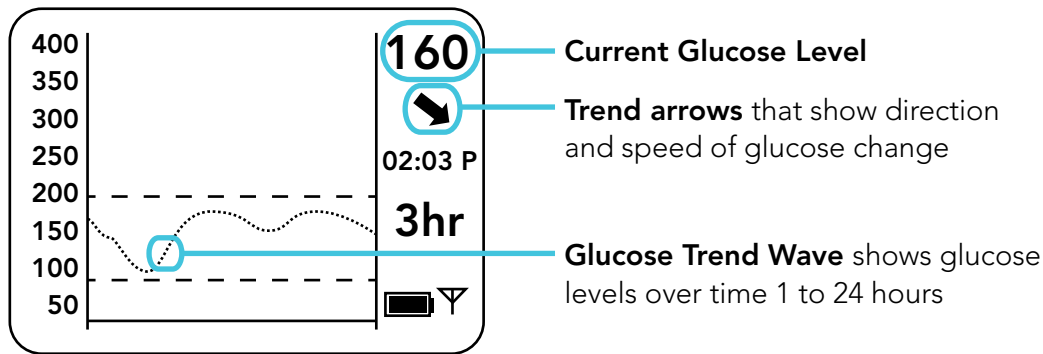 400
350
300
250
200
150
100
50
160
02:03 P
3hr
Current Glucose Level
Trend arrows that show direction
and speed of glucose change
Glucose Trend Wave shows glucose
levels over time 1 to 24 hours